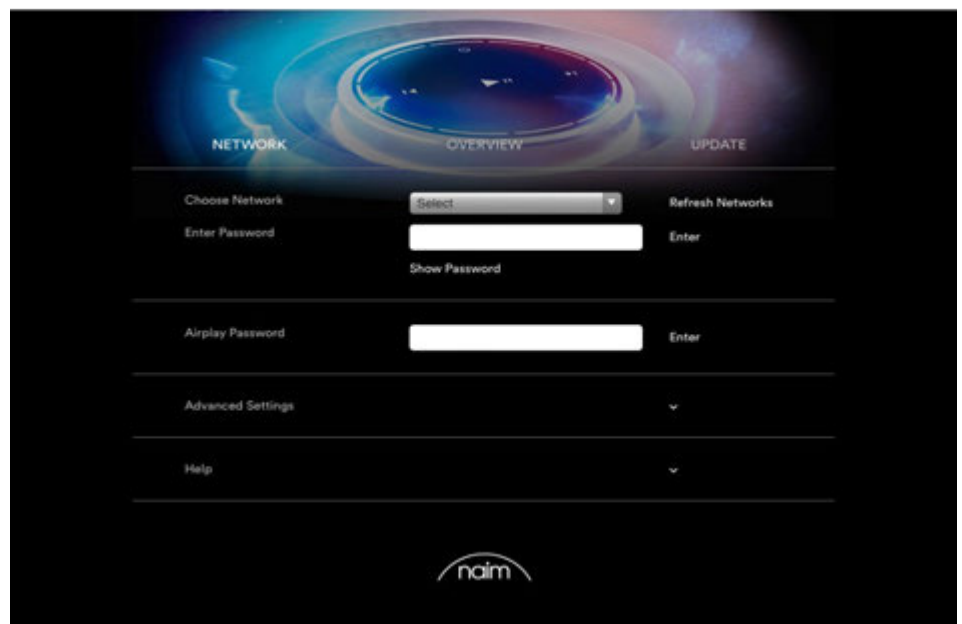 NETWORK OVERVIEW UPDATE
Choose Network Select Refresh Networks
Enter Password Enter
Show Password
Airplay Password Enter
Advanced Settings
Help
naim